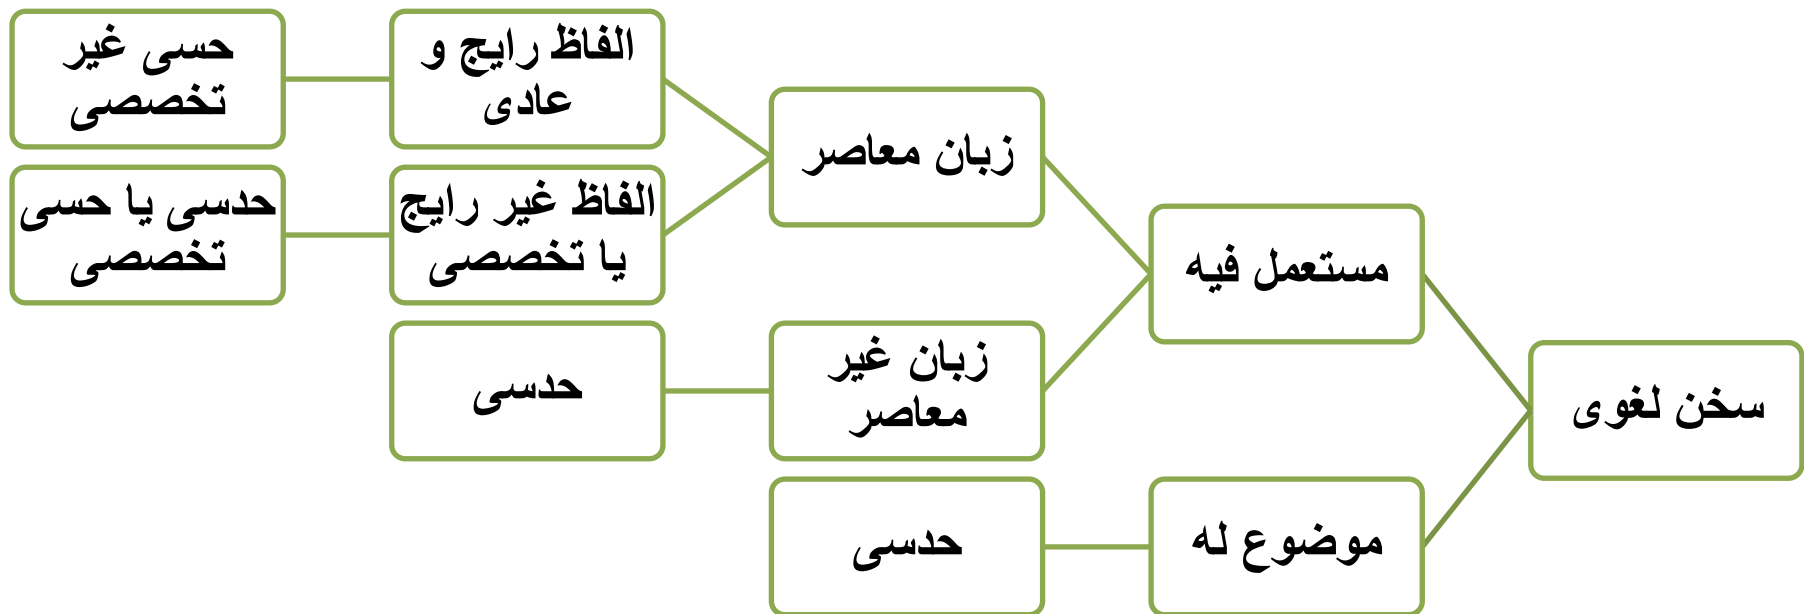 سخن لغوی
مستعمل فیه
زبان معاصر
الفاظ رایج و
عادی
حسی غیر
تخصصی
الفاظ غیر رایج
یا تخصصی
حدسی یا حسی
تخصصی
زبان غیر
معاصر
حدسی
موضوع له
حدسی